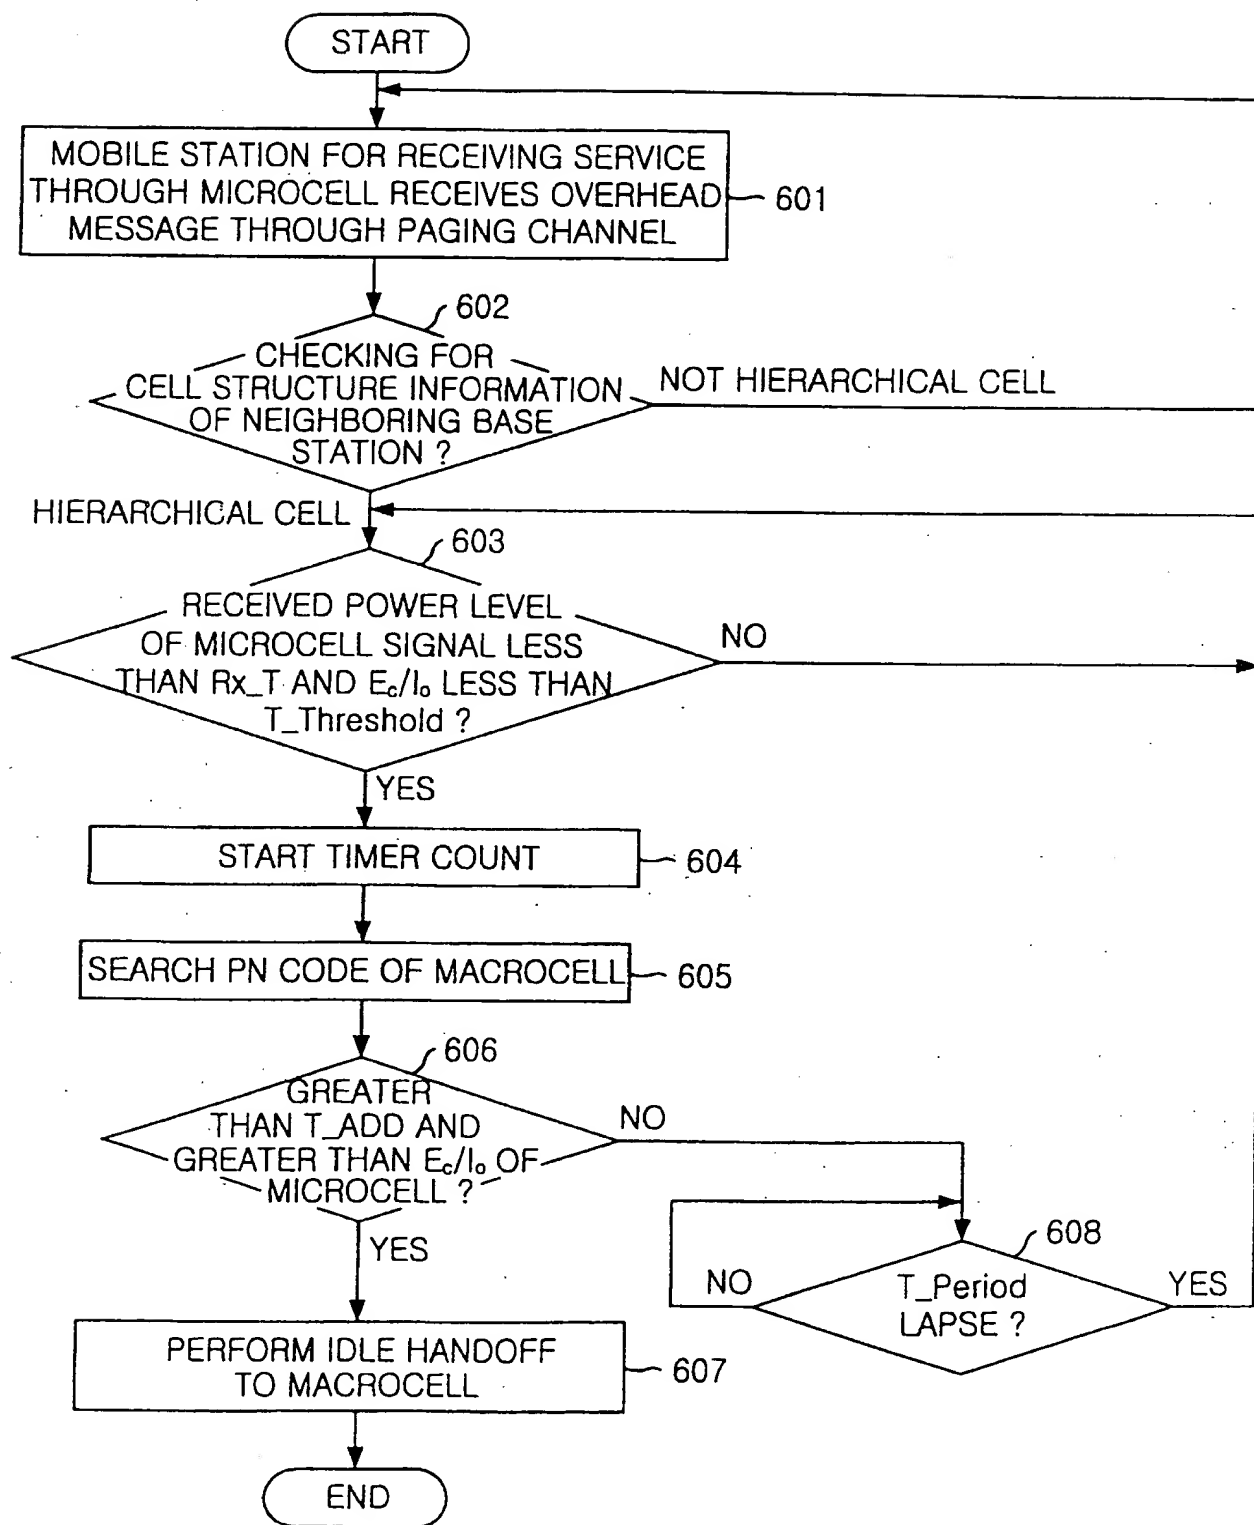 START
MOBILE STATION FOR RECEIVING SERVICE
THROUGH MICROCELL RECEIVES OVERHEAD
MESSAGE THROUGH PAGING CHANNEL
601
602
CHECKING FOR
CELL STRUCTURE INFORMATION
OF NEIGHBORING BASE
STATION ?
NOT HIERARCHICAL CELL
HIERARCHICAL CELL
603
RECEIVED POWER LEVEL
OF MICROCELL SIGNAL LESS
THAN Rx_T AND Ec/Io LESS THAN
T_Threshold ?
NO
YES
START TIMER COUNT
604
SEARCH PN CODE OF MACROCELL
605
606
GREATER
THAN T_ADD AND
GREATER THAN Ec/Io OF
MICROCELL ?
NO
YES
608
T_Period
LAPSE ?
NO
YES
PERFORM IDLE HANDOFF
TO MACROCELL
607
END